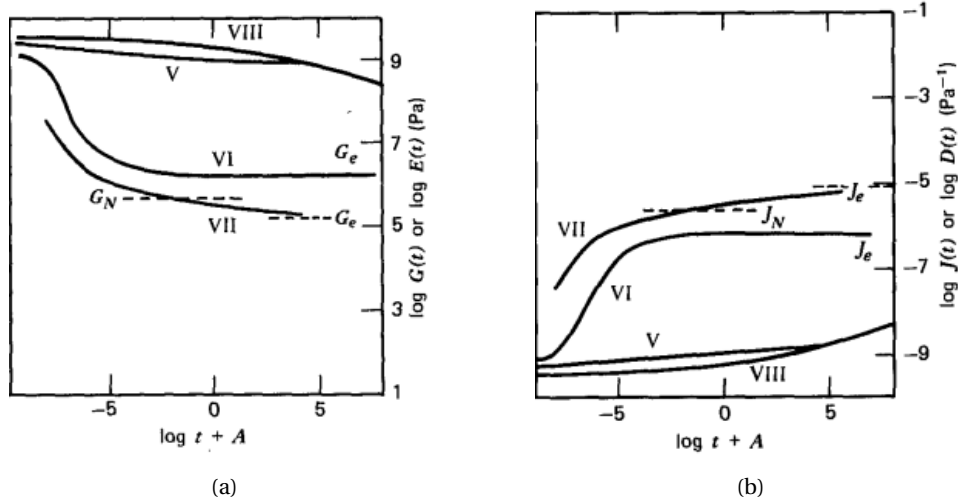 VIII
V
VI
G_e
G_N
VII
G_e
9
7
5
3
1
log G(t) or log E(t) (Pa)
−5
0
5
log t + A
(a)
−1
−3
−5
−7
−9
log J(t) or log D(t) (Pa⁻¹)
J_e
J_N
VII
J_e
VI
V
VIII
−5
0
5
log t + A
(b)